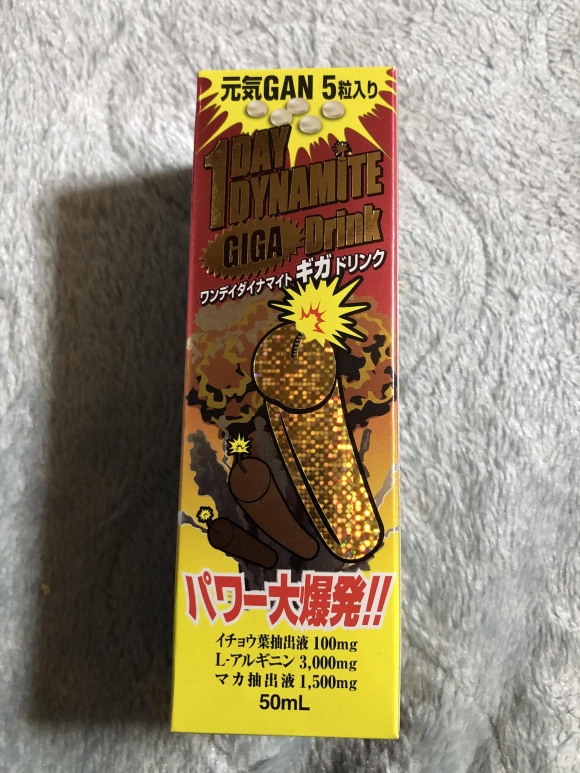 元気GAN 5粒入り
1DAY
DYNAMITE
GIGA Drink
ワンデイダイナマイト ギガ ドリンク
パワー大爆発!!
イチョウ葉抽出液 100mg
L-アルギニン 3,000mg
マカ抽出液 1,500mg
50mL